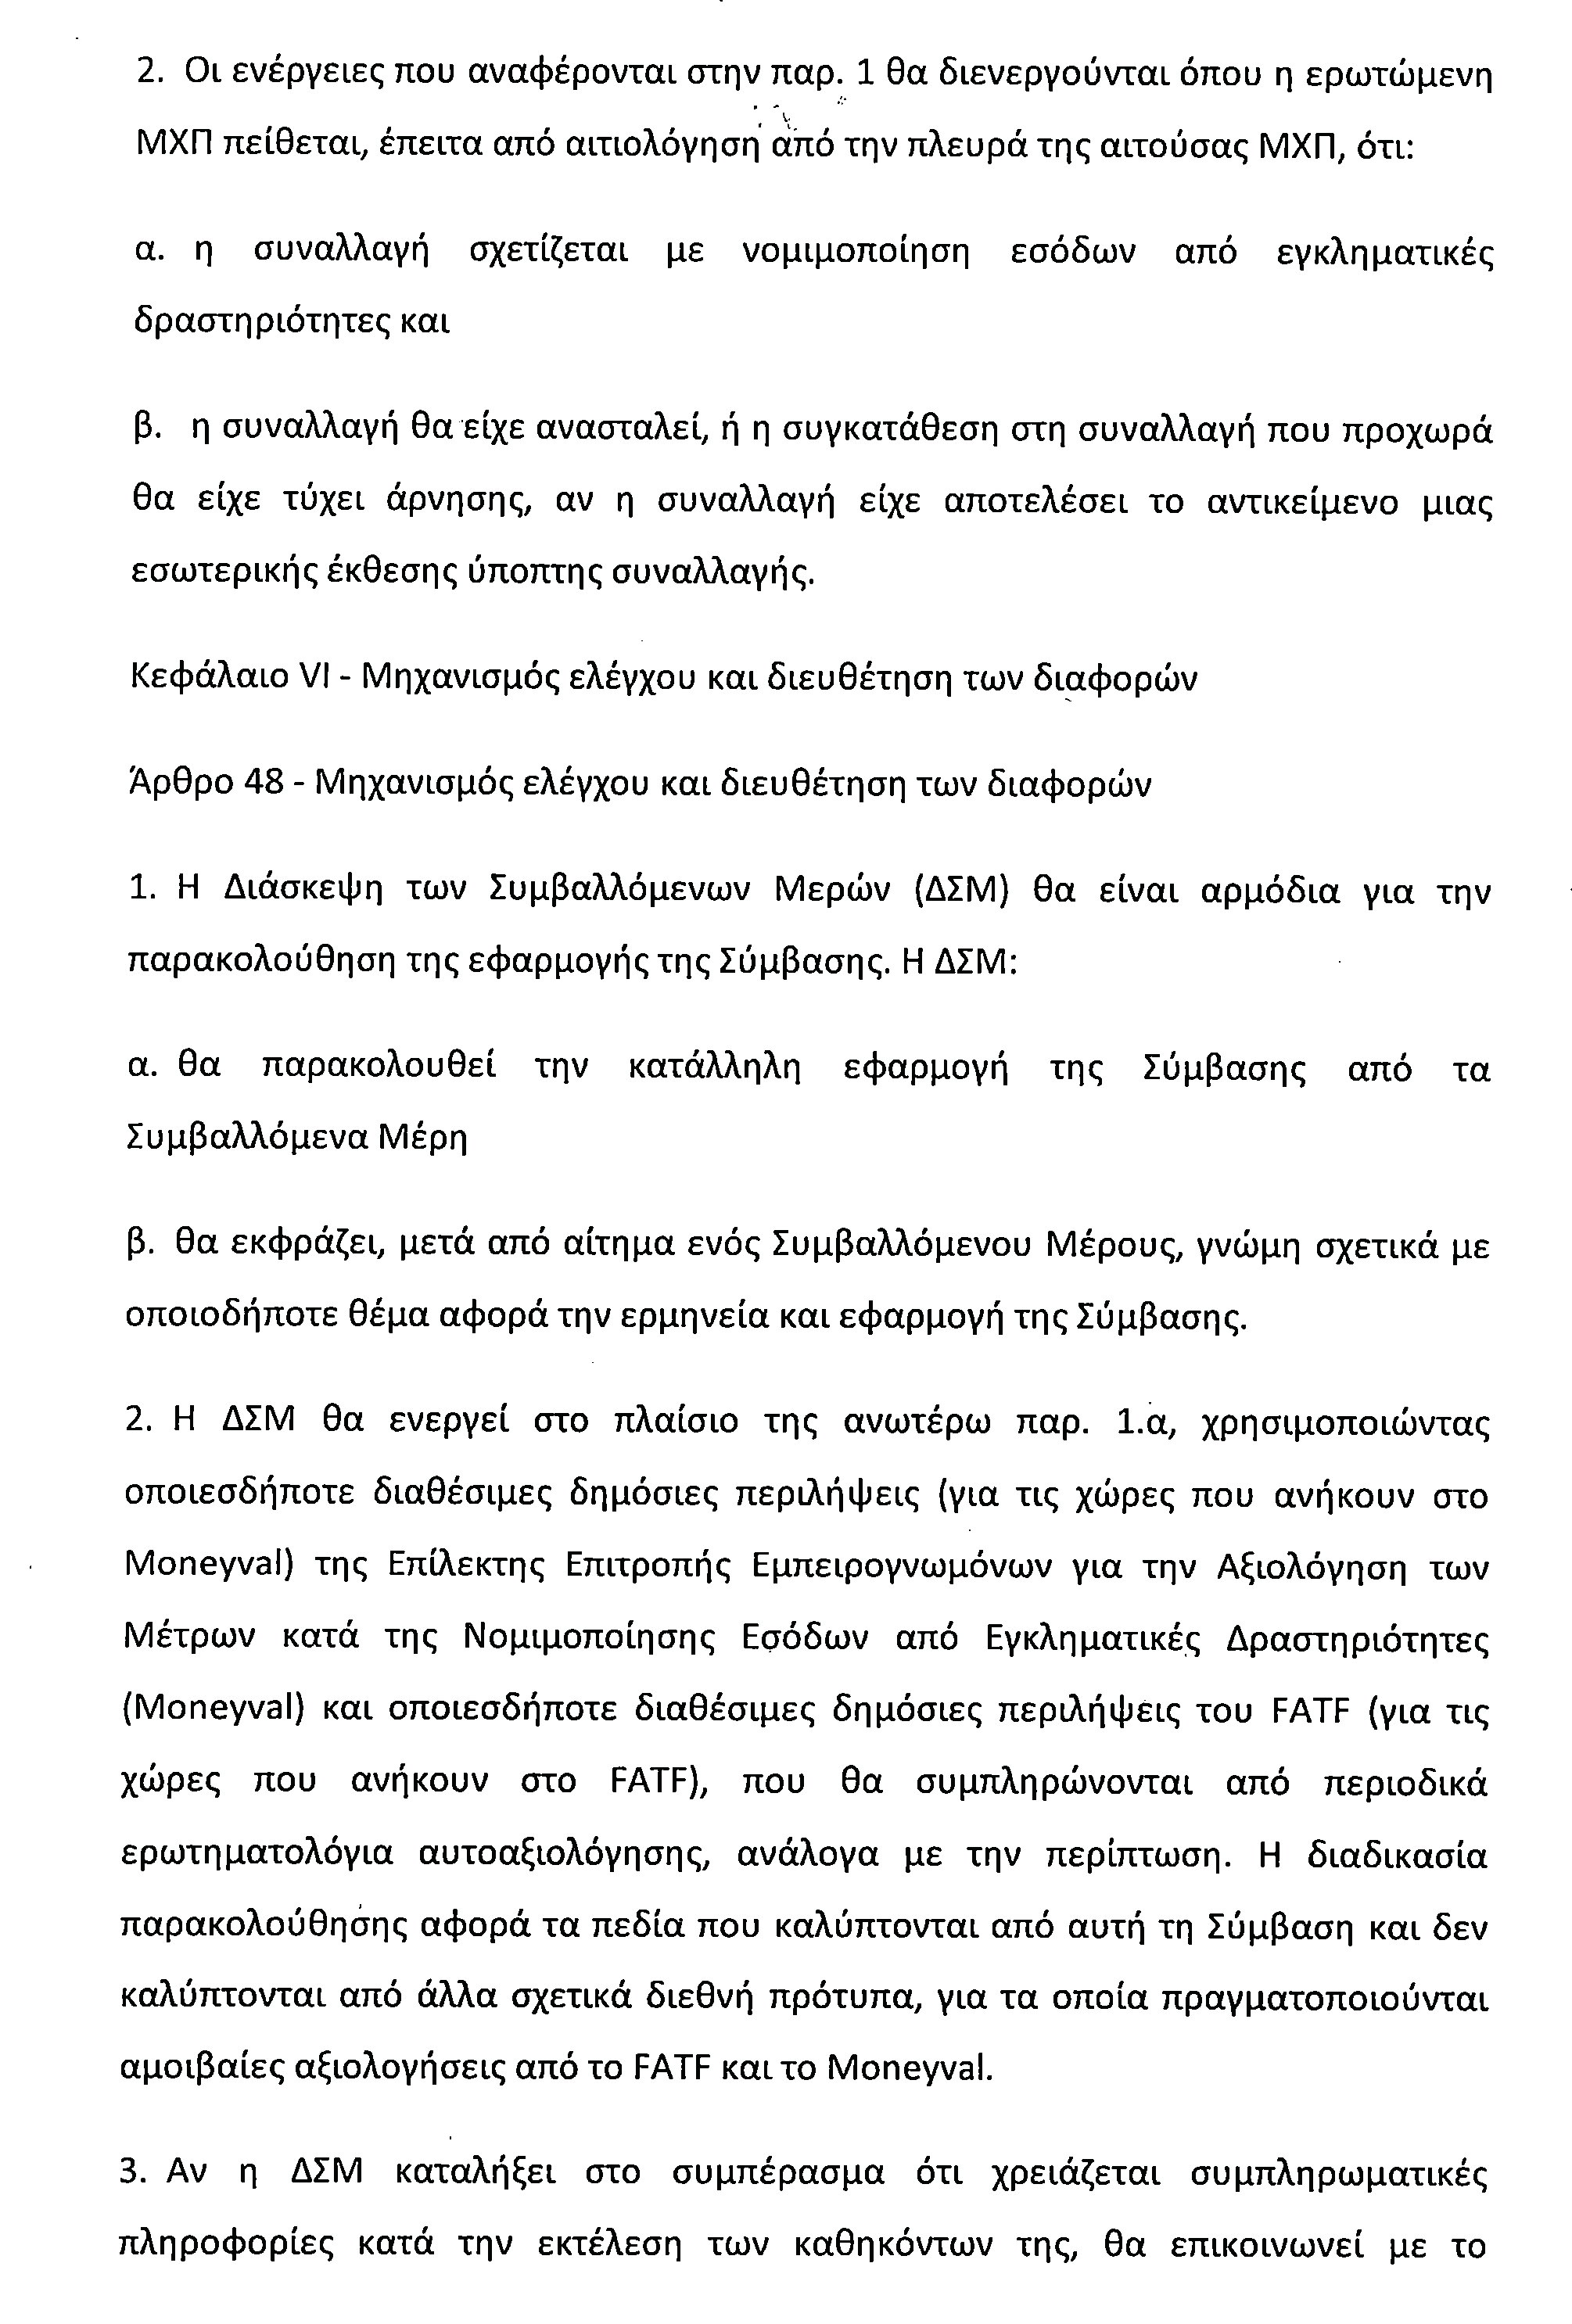 2. Οι ενέργειες που αναφέρονται στην παρ. 1 θα διενεργούνται όπου η ερωτώμενη
ΜΧΠ πείθεται, έπειτα από αιτιολόγηση από την πλευρά της αιτούσας ΜΧΠ, ότι:
α. η συναλλαγή σχετίζεται με νομιμοποίηση εσόδων από εγκληματικές
δραστηριότητες και
β. η συναλλαγή θα είχε ανασταλεί, ή η συγκατάθεση στη συναλλαγή που προχωρά
θα είχε τύχει άρνησης, αν η συναλλαγή είχε αποτελέσει το αντικείμενο μιας
εσωτερικής έκθεσης ύποπτης συναλλαγής.
Κεφάλαιο VI - Μηχανισμός ελέγχου και διευθέτηση των διαφορών
Άρθρο 48 - Μηχανισμός ελέγχου και διευθέτηση των διαφορών
1. Η Διάσκεψη των Συμβαλλόμενων Μερών (ΔΣΜ) θα είναι αρμόδια για την
παρακολούθηση της εφαρμογής της Σύμβασης. Η ΔΣΜ:
α. θα παρακολουθεί την κατάλληλη εφαρμογή της Σύμβασης από τα
Συμβαλλόμενα Μέρη
β. θα εκφράζει, μετά από αίτημα ενός Συμβαλλόμενου Μέρους, γνώμη σχετικά με
οποιοδήποτε θέμα αφορά την ερμηνεία και εφαρμογή της Σύμβασης.
2. Η ΔΣΜ θα ενεργεί στο πλαίσιο της ανωτέρω παρ. 1.α, χρησιμοποιώντας
οποιεσδήποτε διαθέσιμες δημόσιες περιλήψεις (για τις χώρες που ανήκουν στο
Moneyval) της Επίλεκτης Επιτροπής Εμπειρογνωμόνων για την Αξιολόγηση των
Μέτρων κατά της Νομιμοποίησης Εσόδων από Εγκληματικές Δραστηριότητες
(Moneyval) και οποιεσδήποτε διαθέσιμες δημόσιες περιλήψεις του FATF (για τις
χώρες που ανήκουν στο FATF), που θα συμπληρώνονται από περιοδικά
ερωτηματολόγια αυτοαξιολόγησης, ανάλογα με την περίπτωση. Η διαδικασία
παρακολούθησης αφορά τα πεδία που καλύπτονται από αυτή τη Σύμβαση και δεν
καλύπτονται από άλλα σχετικά διεθνή πρότυπα, για τα οποία πραγματοποιούνται
αμοιβαίες αξιολογήσεις από το FATF και το Moneyval.
3. Αν η ΔΣΜ καταλήξει στο συμπέρασμα ότι χρειάζεται συμπληρωματικές
πληροφορίες κατά την εκτέλεση των καθηκόντων της, θα επικοινωνεί με το